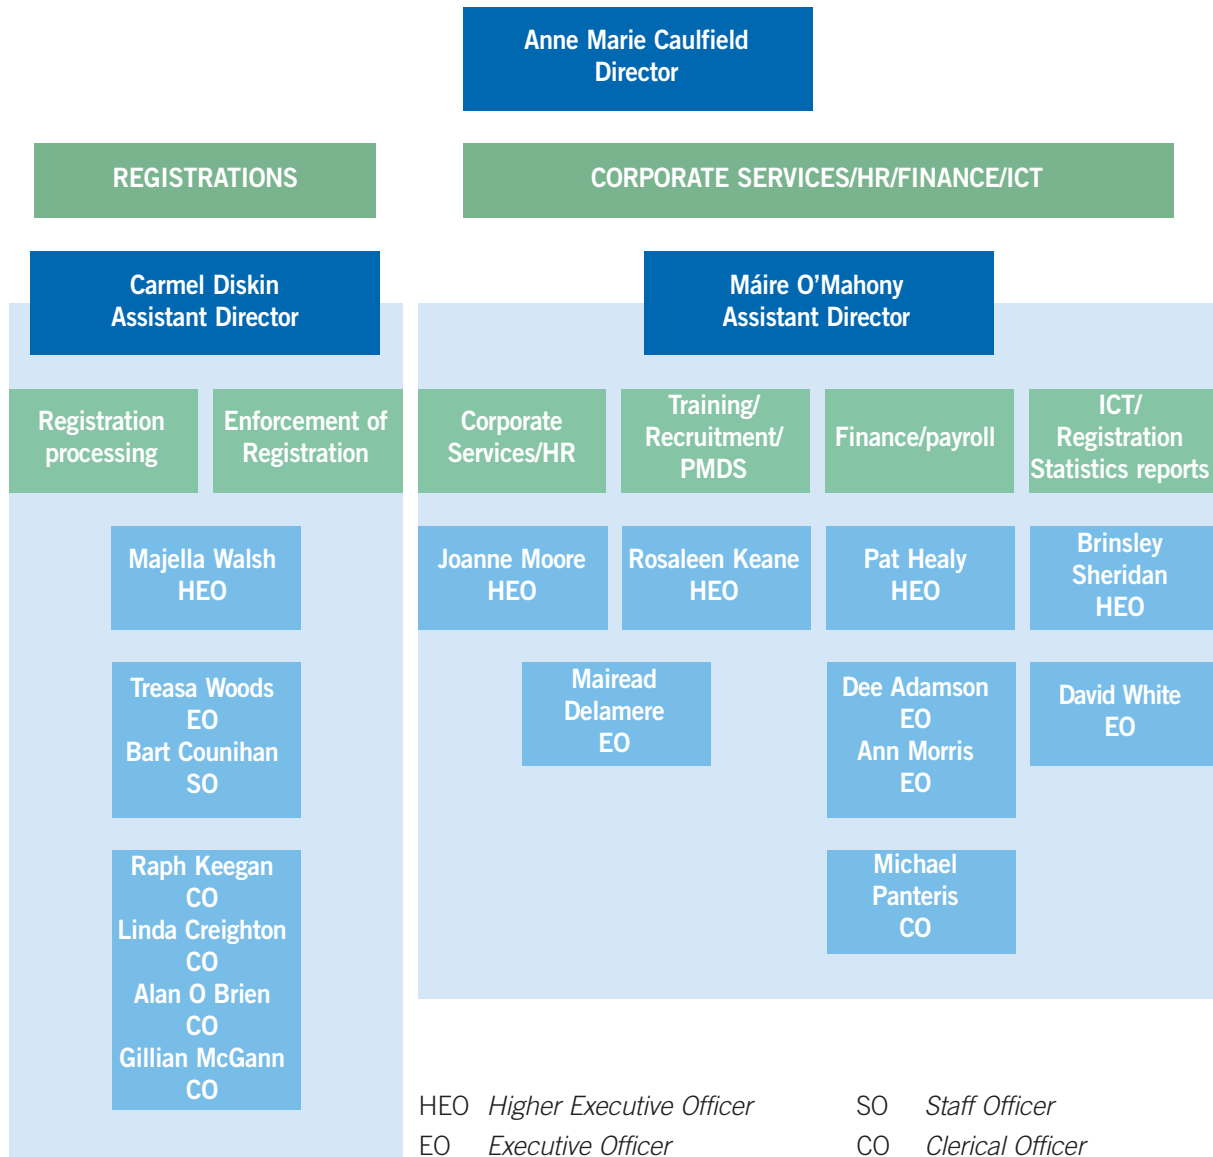 Anne Marie Caulfield
Director
REGISTRATIONS
CORPORATE SERVICES/HR/FINANCE/ICT
Carmel Diskin
Assistant Director
Máire O’Mahony
Assistant Director
Registration
processing
Enforcement of
Registration
Corporate
Services/HR
Training/
Recruitment/
PMDS
Finance/payroll
ICT/
Registration
Statistics reports
Majella Walsh
HEO
Joanne Moore
HEO
Rosaleen Keane
HEO
Pat Healy
HEO
Brinsley
Sheridan
HEO
Treasa Woods
EO
Bart Counihan
SO
Mairead
Delamere
EO
Dee Adamson
EO
Ann Morris
EO
David White
EO
Raph Keegan
CO
Linda Creighton
CO
Alan O Brien
CO
Gillian McGann
CO
Michael
Panteris
CO
HEO Higher Executive Officer
SO Staff Officer
EO Executive Officer
CO Clerical Officer